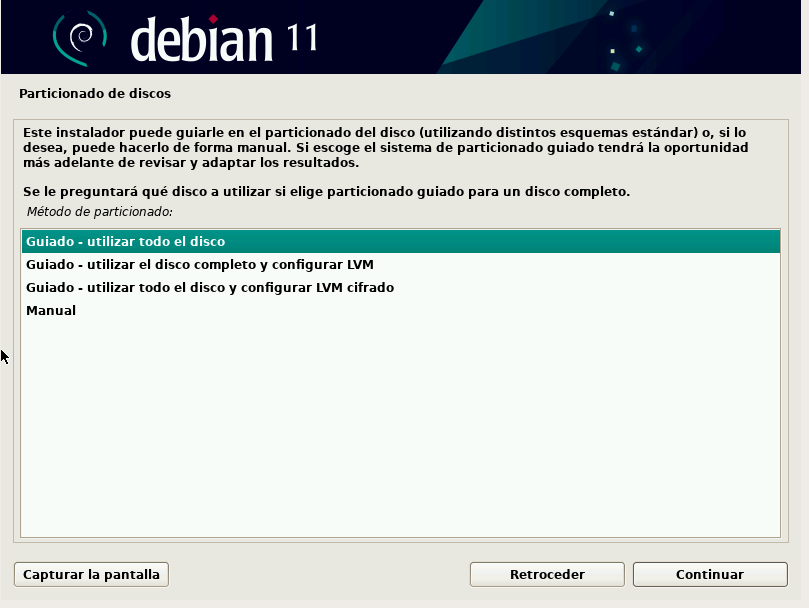 debian 11
Particionado de discos
Este instalador puede guiarle en el particionado del disco (utilizando distintos esquemas estándar) o, si lo
desea, puede hacerlo de forma manual. Si escoge el sistema de particionado guiado tendrá la oportunidad
más adelante de revisar y adaptar los resultados.
Se le preguntará qué disco a utilizar si elige particionado guiado para un disco completo.
Método de particionado:
Guiado - utilizar todo el disco
Guiado - utilizar el disco completo y configurar LVM
Guiado - utilizar todo el disco y configurar LVM cifrado
Manual
Capturar la pantalla
Retroceder
Continuar